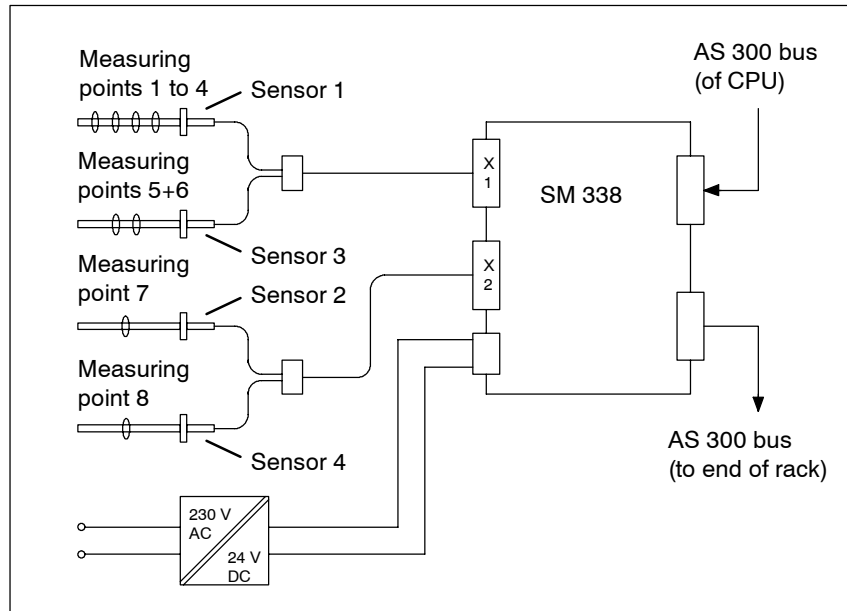 Measuring
points 1 to 4
Sensor 1
AS 300 bus
(of CPU)
Measuring
points 5+6
X
1
SM 338
Sensor 3
Measuring
point 7
Sensor 2
X
2
Measuring
point 8
Sensor 4
AS 300 bus
(to end of rack)
230 V
AC
24 V
DC